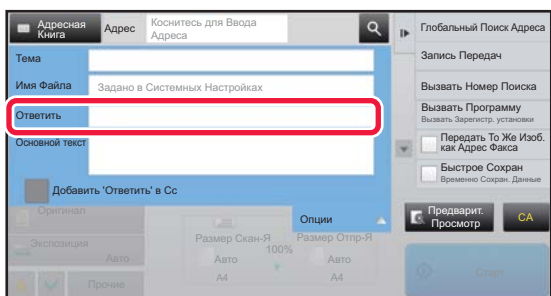 Адресная
Книга
Адрес
Коснитесь для Ввода
Адреса
Глобальный Поиск Адреса
Тема
Запись Передач
Имя Файла
Задано в Системных Настройках
Вызвать Номер Поиска
Ответить
Вызвать Программу
Вызвать Зарегистр. установки
Основной текст
Передать То Же Изоб.
как Адрес Факса
Быстрое Сохран
Временно Сохран. Данные
Добавить 'Ответить' в Cc
Оригинал
Опции
Предварит.
Просмотр
CA
Экспозиция
Авто
Размер Скан-Я
100%
Размер Отпр-Я
Авто
Авто
A4
A4
Прочие
Старт